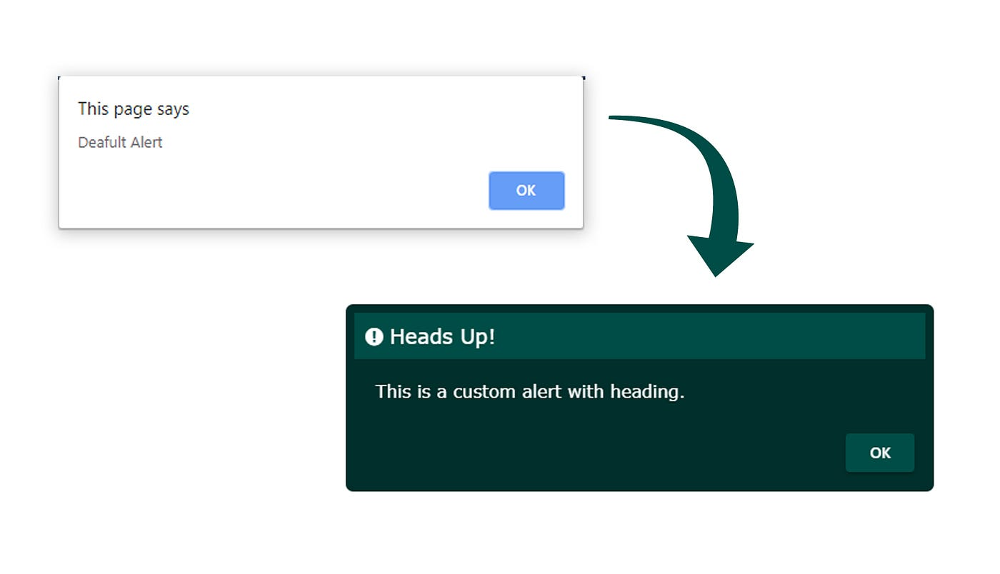 This page says
Deafult Alert
OK
Heads Up!
This is a custom alert with heading.
OK